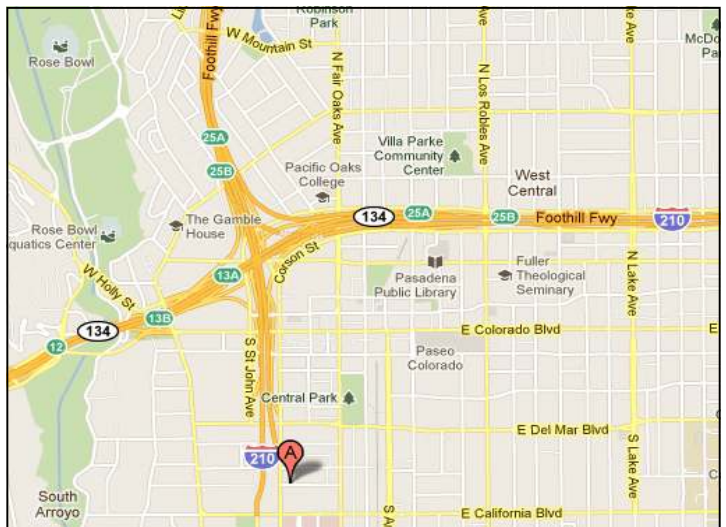 Robinson
Park
McDo
Pa
Rose Bowl
W Mountain St
Foothill Fwy
N Fair Oaks Ave
N Los Robles Ave
Ave
25A
25B
Villa Parke
Community
Center
Pacific Oaks
College
West
Central
134
25A
25B
Foothill Fwy
210
The Gamble
House
Rose Bowl
quatics Center
Corson St
W Holly St
13A
13B
134
12
Pasadena
Public Library
Fuller
Theological
Seminary
N Lake Ave
E Colorado Blvd
Paseo
Colorado
S St John Ave
Central Park
E Del Mar Blvd
210
A
S Lake Ave
South
Arroyo
S A
E California Blvd